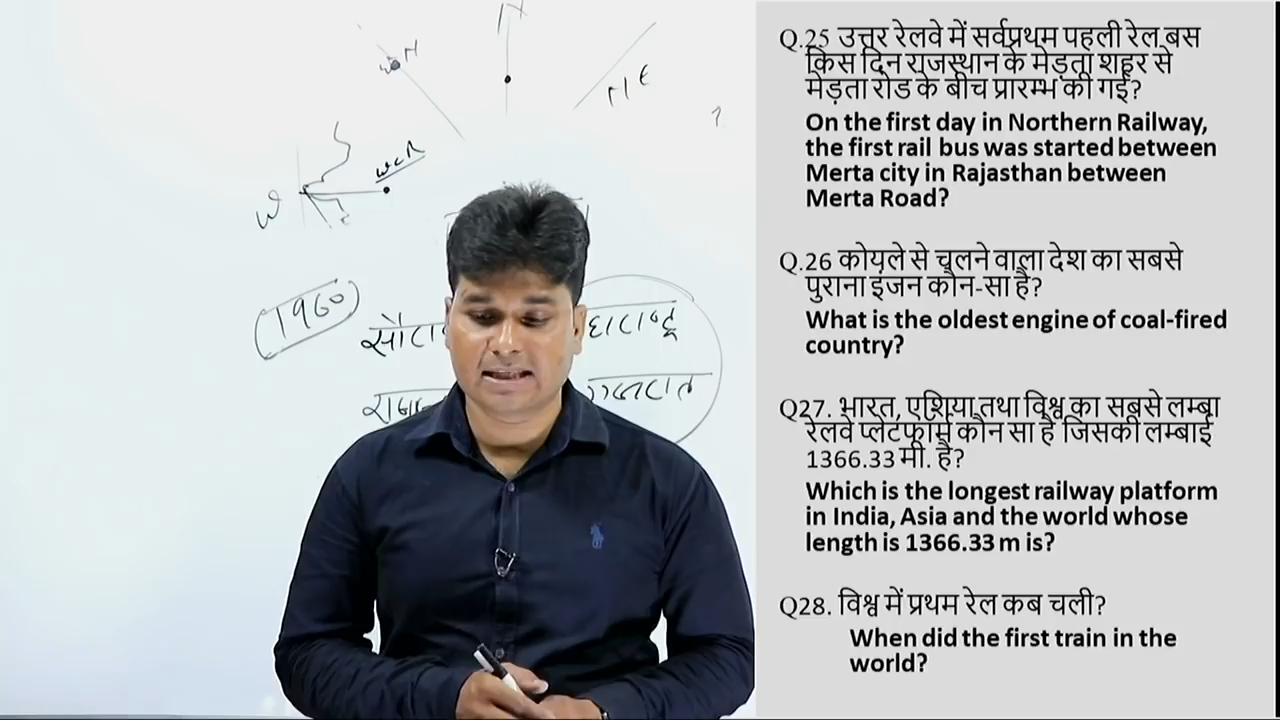 N
W N
N E
?
WCR
W
1960
सौरा
हाराष्ट्र
राज
गुजरात
Q.25 उत्तर रेलवे में सर्वप्रथम पहली रेल बस
किस दिन राजस्थान के मेड़ता शहर से
मेड़ता रोड के बीच प्रारम्भ की गई?
On the first day in Northern Railway,
the first rail bus was started between
Merta city in Rajasthan between
Merta Road?
Q.26 कोयले से चलने वाला देश का सबसे
पुराना इंजन कौन-सा है?
What is the oldest engine of coal-fired
country?
Q27. भारत, एशिया तथा विश्व का सबसे लम्बा
रेलवे प्लेटफॉर्म कौन सा है जिसकी लम्बाई
1366.33 मी. है?
Which is the longest railway platform
in India, Asia and the world whose
length is 1366.33 m is?
Q28. विश्व में प्रथम रेल कब चली?
When did the first train in the
world?